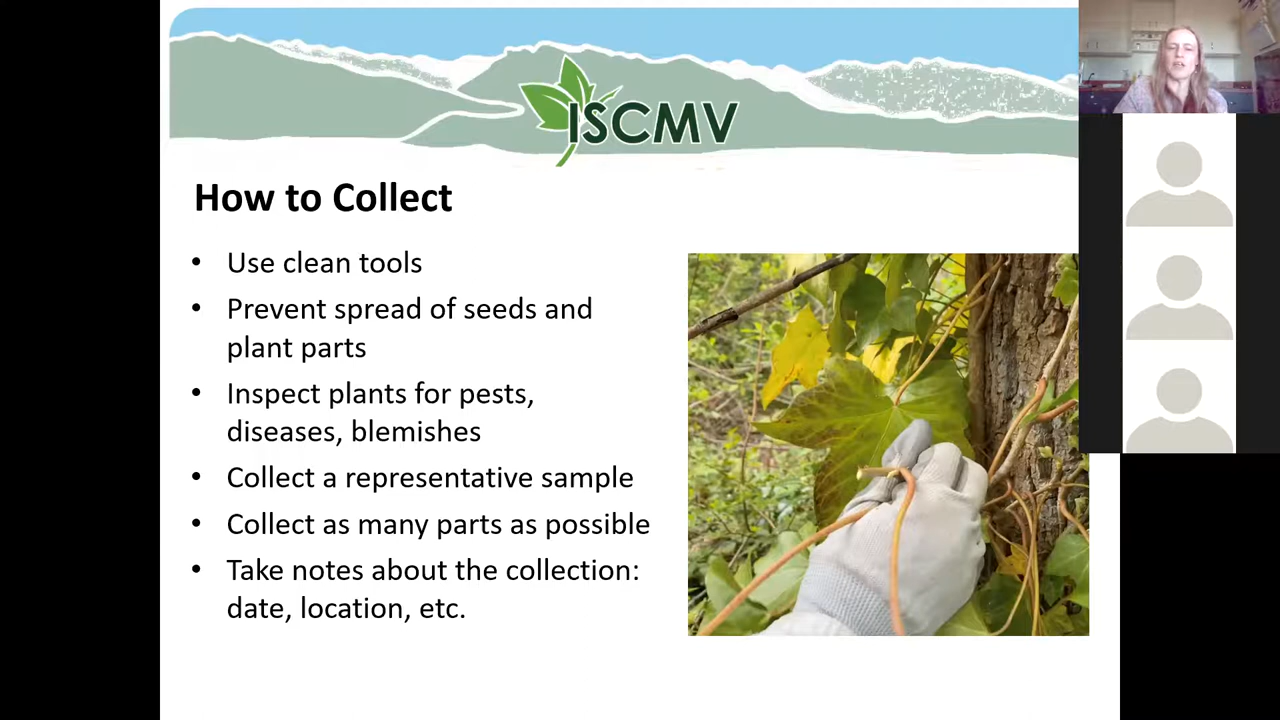 ISCMV
How to Collect
• Use clean tools
• Prevent spread of seeds and
plant parts
• Inspect plants for pests,
diseases, blemishes
• Collect a representative sample
• Collect as many parts as possible
• Take notes about the collection:
date, location, etc.